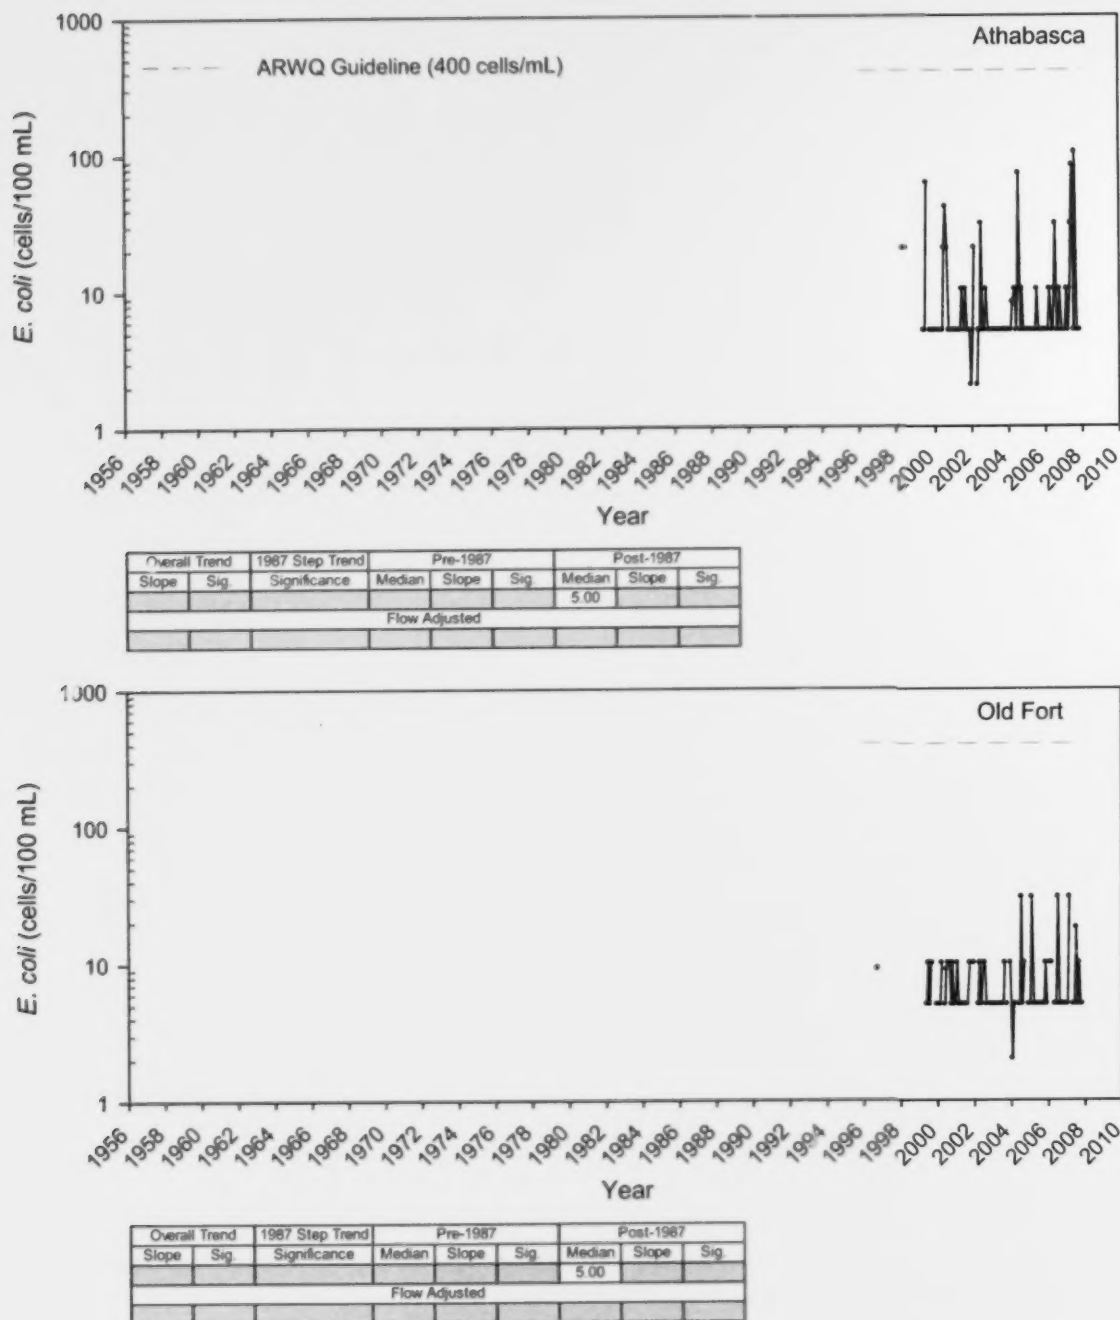 1000
Athabasca
ARWQ Guideline (400 cells/mL)
100
10
1
E. coli (cells/100 mL)
1956 1958 1960 1962 1964 1966 1968 1970 1972 1974 1976 1978 1980 1982 1984 1986 1988 1990 1992 1994 1996 1998 2000 2002 2004 2006 2008 2010
Year
Overall Trend 1987 Step Trend Pre-1987 Post-1987
Slope Sig. Significance Median Slope Sig. Median Slope Sig.
5.00
Flow Adjusted
1000
Old Fort
100
10
1
E. coli (cells/100 mL)
1956 1958 1960 1962 1964 1966 1968 1970 1972 1974 1976 1978 1980 1982 1984 1986 1988 1990 1992 1994 1996 1998 2000 2002 2004 2006 2008 2010
Year
Overall Trend 1987 Step Trend Pre-1987 Post-1987
Slope Sig. Significance Median Slope Sig. Median Slope Sig.
5.00
Flow Adjusted